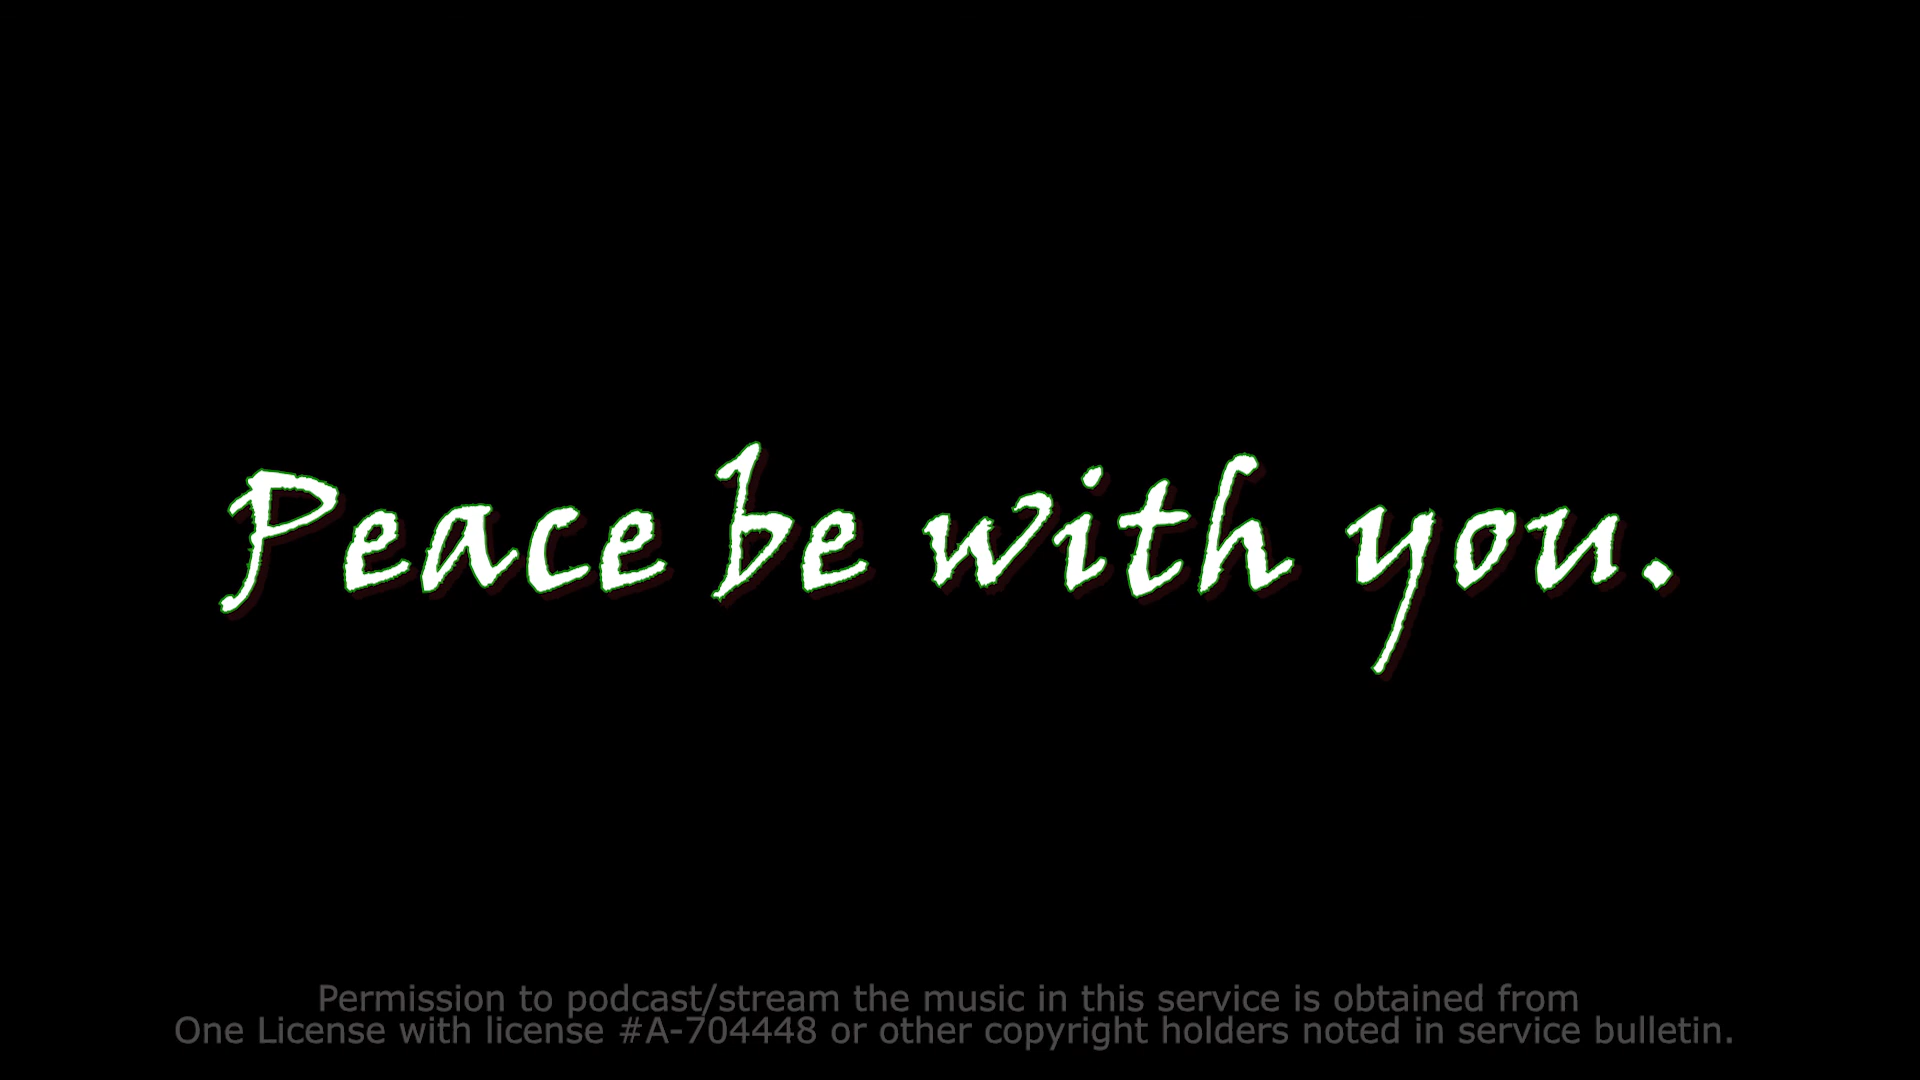 Peace be with you.
Permission to podcast/stream the music in this service is obtained from
One License with license #A-704448 or other copyright holders noted in service bulletin.